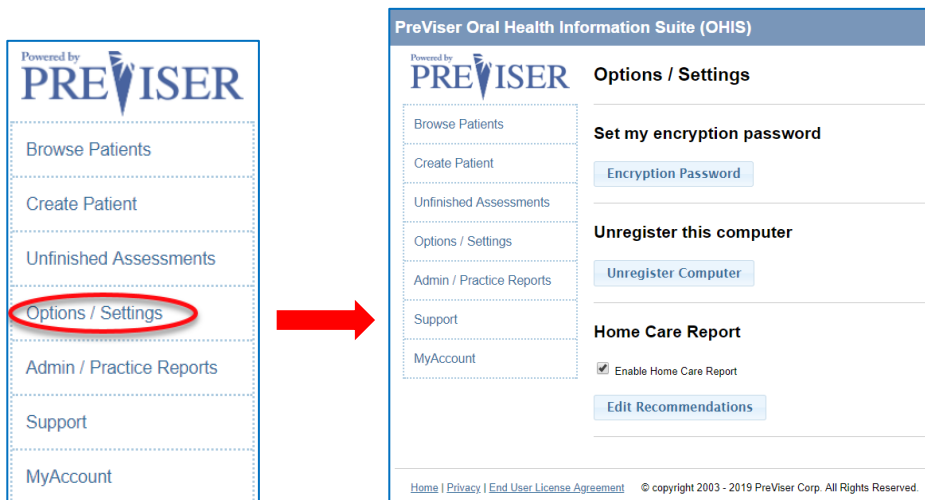 Powered by
PREVISER
Browse Patients
Create Patient
Unfinished Assessments
Options / Settings
Admin / Practice Reports
Support
MyAccount
PreViser Oral Health Information Suite (OHIS)
Powered by
PREVISER
Browse Patients
Create Patient
Unfinished Assessments
Options / Settings
Admin / Practice Reports
Support
MyAccount
Options / Settings
Set my encryption password
Encryption Password
Unregister this computer
Unregister Computer
Home Care Report
Enable Home Care Report
Edit Recommendations
Home | Privacy | End User License Agreement © copyright 2003 - 2019 PreViser Corp. All Rights Reserved.